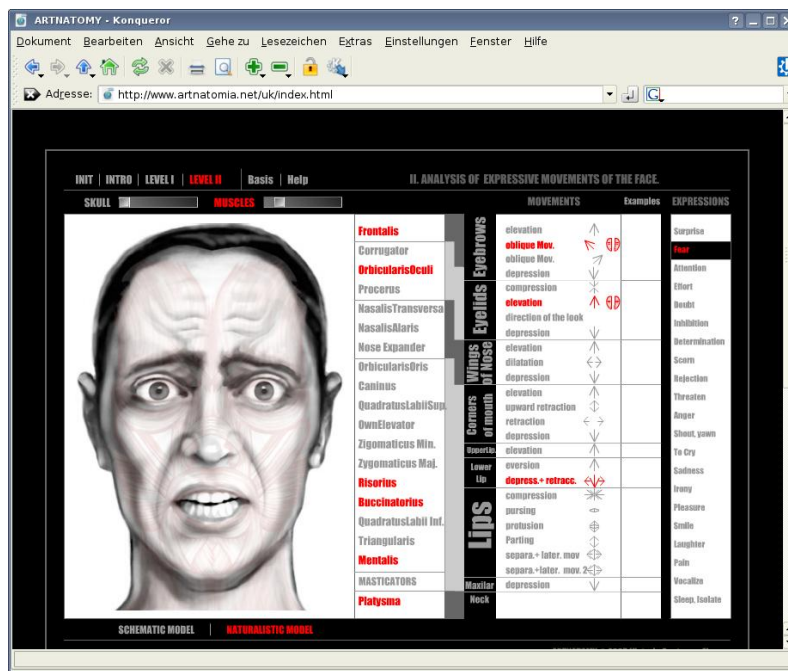 ARTNATOMY - Konqueror
Dokument Bearbeiten Ansicht Gehe zu Lesezeichen Extras Einstellungen Fenster Hilfe
Adresse: http://www.artnatomia.net/uk/index.html
INIT | INTRO | LEVEL I | LEVEL II | Basis | Help
II. ANALYSIS OF EXPRESSIVE MOVEMENTS OF THE FACE.
SKULL MUSCLES
MOVEMENTS Examples EXPRESSIONS
Frontalis
Corrugator
OrbicularisOculi
Procerus
NasalisTransversa
NasalisAlaris
Nose Expander
OrbicularisOris
Caninus
QuadratusLabiiSup.
OwnElevator
Zigomaticus Min.
Zygomaticus Maj.
Risorius
Buccinatorius
QuadratusLabii Inf.
Triangularis
Mentalis
MASTICATORS
Platysma
Eyebrows
elevation
oblique Mov.
oblique Mov.
depression
Eyelids
compression
elevation
direction of the look
depression
Wings
of Nose
elevation
dilatation
depression
Corners
of mouth
elevation
upward retraction
retraction
depression
UpperLip.
elevation
Lower
Lip
eversion
depress.+ retracc.
Lips
compression
pursing
protusion
Parting
separa.+ later. mov
separa.+later. mov. 2
Maxilar
depression
Neck
Surprise
Fear
Attention
Effort
Doubt
Inhibition
Determination
Scorn
Rejection
Threaten
Anger
Shout, yawn
To Cry
Sadness
Irony
Pleasure
Smile
Laughter
Pain
Vocalize
Sleep, Isolate
SCHEMATIC MODEL | NATURALISTIC MODEL